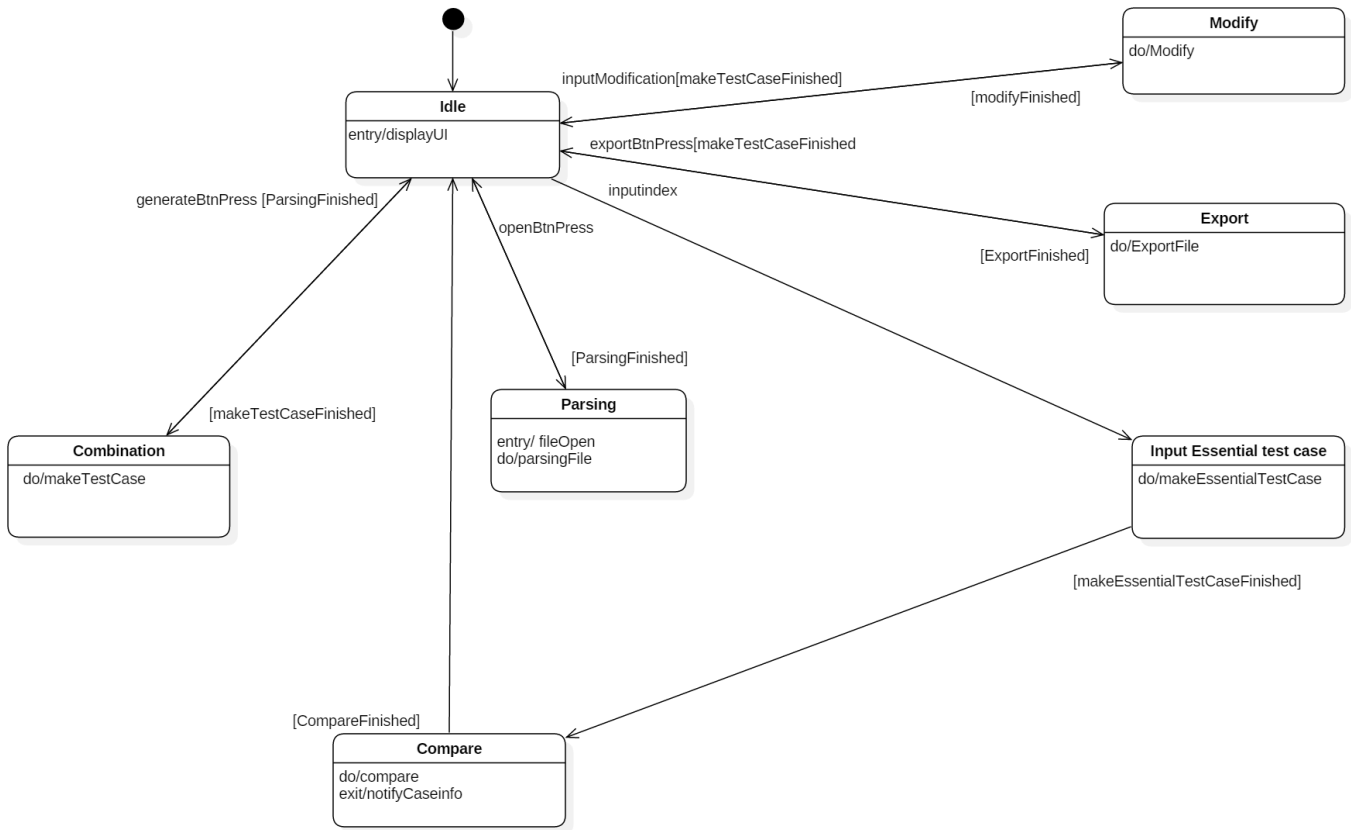 Modify
do/Modify
inputModification[makeTestCaseFinished]
[modifyFinished]
Idle
entry/displayUI
exportBtnPress[makeTestCaseFinished
inputindex
generateBtnPress [ParsingFinished]
openBtnPress
Export
do/ExportFile
[ExportFinished]
[ParsingFinished]
[makeTestCaseFinished]
Parsing
entry/ fileOpen
do/parsingFile
Combination
do/makeTestCase
Input Essential test case
do/makeEssentialTestCase
[makeEssentialTestCaseFinished]
[CompareFinished]
Compare
do/compare
exit/notifyCaseinfo